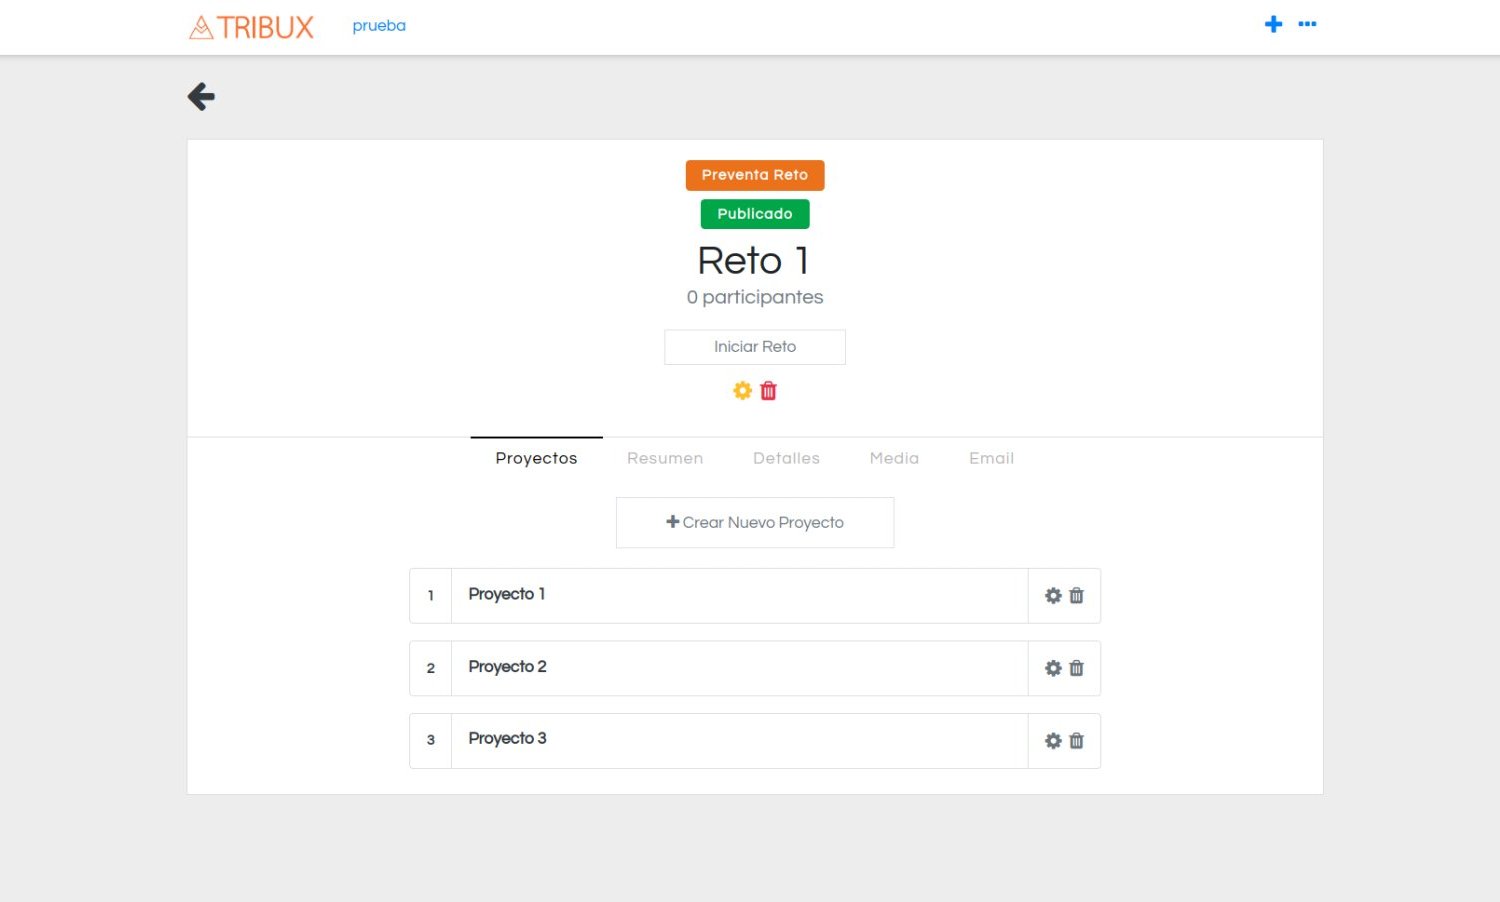 TRIBUX prueba
Preventa Reto
Publicado
Reto 1
0 participantes
Iniciar Reto
Proyectos Resumen Detalles Media Email
Crear Nuevo Proyecto
1 Proyecto 1
2 Proyecto 2
3 Proyecto 3